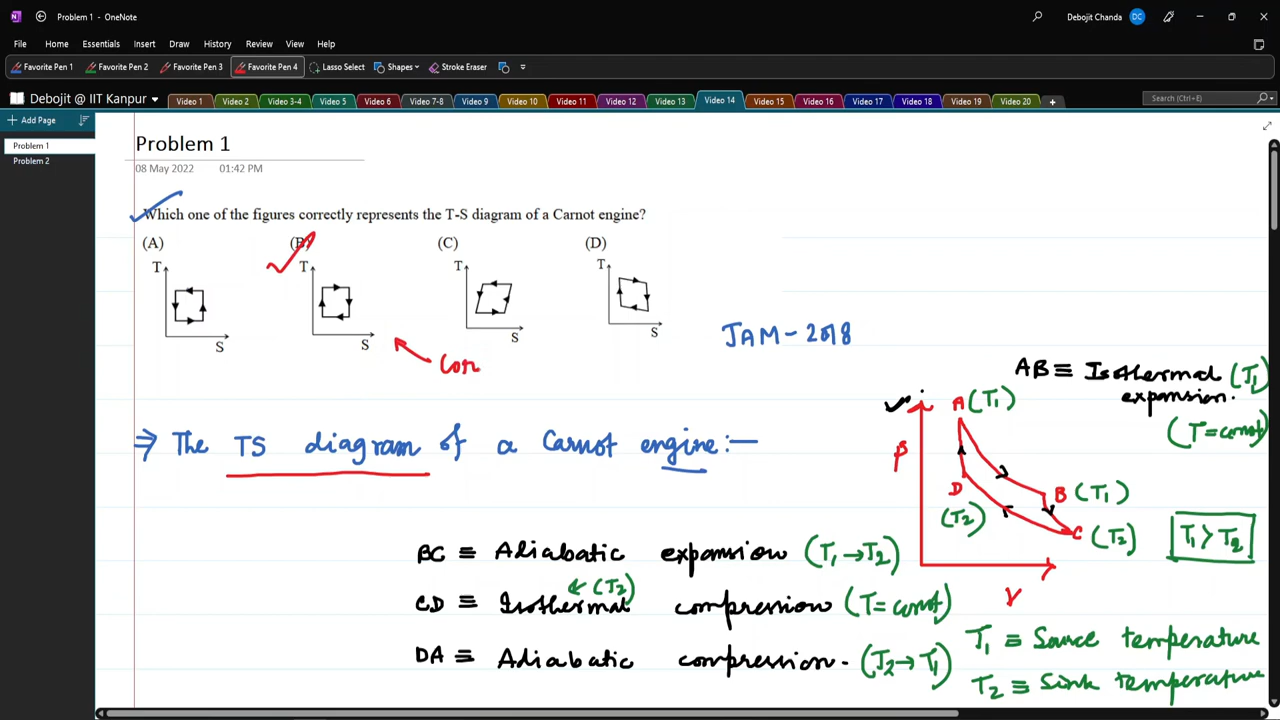 Problem 1 - OneNote
Debojit Chanda DC
File Home Essentials Insert Draw History Review View Help
Favorite Pen 1 Favorite Pen 2 Favorite Pen 3 Favorite Pen 4 Lasso Select Shapes Stroke Eraser
Debojit @ IIT Kanpur Video 1 Video 2 Video 3-4 Video 5 Video 6 Video 7-8 Video 9 Video 10 Video 11 Video 12 Video 13 Video 14 Video 15 Video 16 Video 17 Video 18 Video 19 Video 20 Search (Ctrl+E)
Add Page
Problem 1
Problem 2
Problem 1
08 May 2022 01:42 PM
Which one of the figures correctly represents the T-S diagram of a Carnot engine?
(A) (B) (C) (D)
T T T T
S S S S
JAM - 2018
Corr
⇒ The TS diagram of a Carnot engine :-
AB ≡ Isothermal (T1)
expansion.
(T = const)
A (T1)
P
D
(T2)
B (T1)
C (T2)
V
T1 > T2
BC ≡ Adiabatic expansion (T1 → T2)
← (T2)
CD ≡ Isothermal compression (T = const)
DA ≡ Adiabatic compression. (T2 → T1)
T1 ≡ Source temperature
T2 ≡ Sink temperature